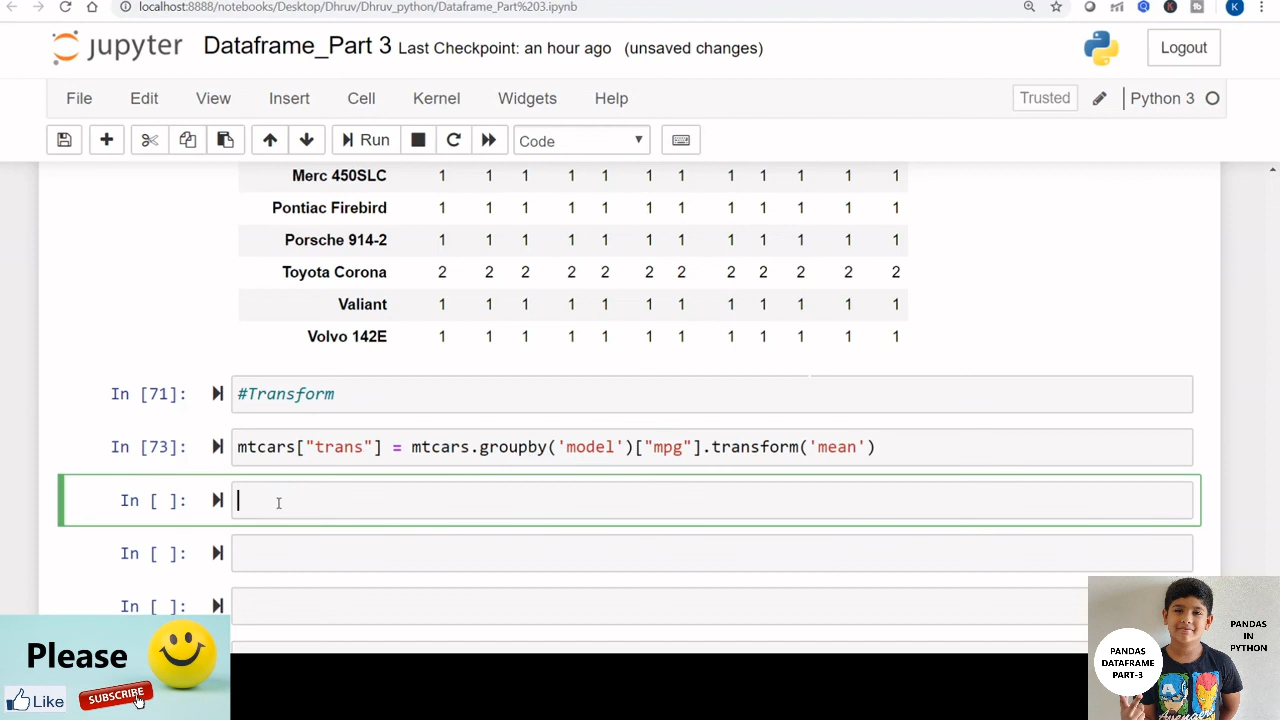 localhost:8888/notebooks/Desktop/Dhruv/Dhruv_python/Dataframe_Part%203.ipynb
K
jupyter Dataframe_Part 3 Last Checkpoint: an hour ago (unsaved changes) Logout
File Edit View Insert Cell Kernel Widgets Help Trusted Python 3
Run Code
Merc 450SLC 1 1 1 1 1 1 1 1 1 1 1 1
Pontiac Firebird 1 1 1 1 1 1 1 1 1 1 1 1
Porsche 914-2 1 1 1 1 1 1 1 1 1 1 1 1
Toyota Corona 2 2 2 2 2 2 2 2 2 2 2 2
Valiant 1 1 1 1 1 1 1 1 1 1 1 1
Volvo 142E 1 1 1 1 1 1 1 1 1 1 1 1
In [71]: #Transform
In [73]: mtcars["trans"] = mtcars.groupby('model')["mpg"].transform('mean')
In [ ]:
In [ ]:
In [ ]:
Please
Like SUBSCRIBE
PANDAS
DATAFRAME
PART-3
PANDAS
IN
PYTHON